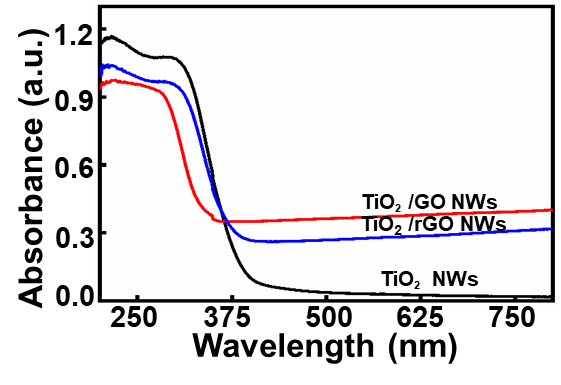 Absorbance (a.u.)
1.2
0.9
0.6
0.3
0.0
TiO₂ /GO NWs
TiO₂ /rGO NWs
TiO₂ NWs
250 375 500 625 750
Wavelength (nm)